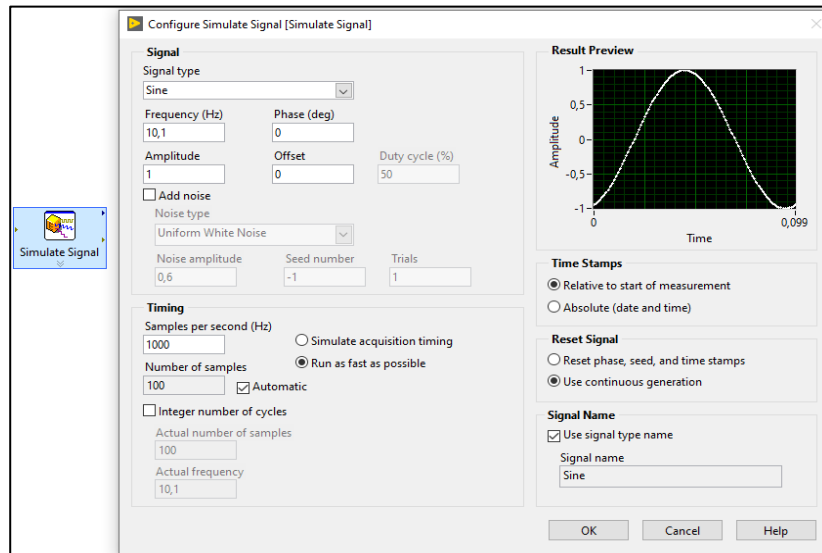 Configure Simulate Signal [Simulate Signal]
Simulate Signal
Signal
Signal type
Sine
Frequency (Hz) Phase (deg)
10,1 0
Amplitude Offset Duty cycle (%)
1 0 50
Add noise
Noise type
Uniform White Noise
Noise amplitude Seed number Trials
0,6 -1 1
Timing
Samples per second (Hz)
1000
Simulate acquisition timing
Run as fast as possible
Number of samples
100 Automatic
Integer number of cycles
Actual number of samples
100
Actual frequency
10,1
Result Preview
Amplitude
1
0,5
0
-0,5
-1
0 0,099
Time
Time Stamps
Relative to start of measurement
Absolute (date and time)
Reset Signal
Reset phase, seed, and time stamps
Use continuous generation
Signal Name
Use signal type name
Signal name
Sine
OK Cancel Help